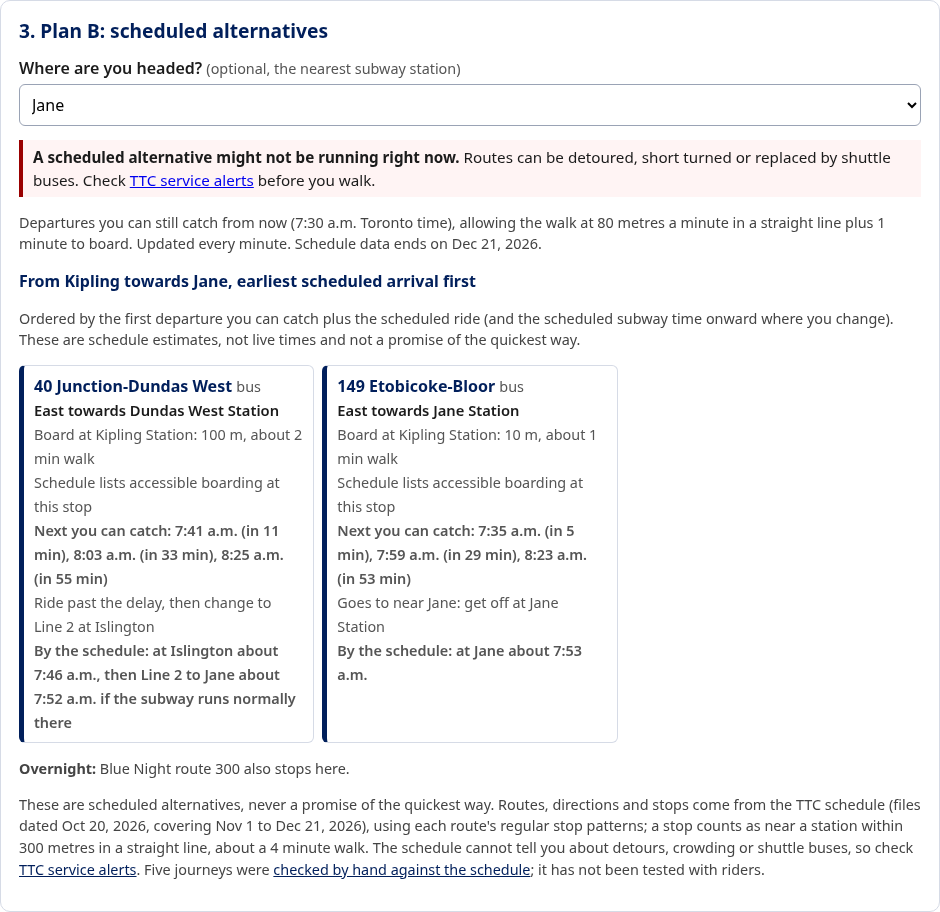 3. Plan B: scheduled alternatives
Where are you headed? (optional, the nearest subway station)
Jane
A scheduled alternative might not be running right now. Routes can be detoured, short turned or replaced by shuttle
buses. Check TTC service alerts before you walk.
Departures you can still catch from now (7:30 a.m. Toronto time), allowing the walk at 80 metres a minute in a straight line plus 1
minute to board. Updated every minute. Schedule data ends on Dec 21, 2026.
From Kipling towards Jane, earliest scheduled arrival first
Ordered by the first departure you can catch plus the scheduled ride (and the scheduled subway time onward where you change).
These are schedule estimates, not live times and not a promise of the quickest way.
40 Junction-Dundas West bus
East towards Dundas West Station
Board at Kipling Station: 100 m, about 2
min walk
Schedule lists accessible boarding at
this stop
Next you can catch: 7:41 a.m. (in 11
min), 8:03 a.m. (in 33 min), 8:25 a.m.
(in 55 min)
Ride past the delay, then change to
Line 2 at Islington
By the schedule: at Islington about
7:46 a.m., then Line 2 to Jane about
7:52 a.m. if the subway runs normally
there
149 Etobicoke-Bloor bus
East towards Jane Station
Board at Kipling Station: 10 m, about 1
min walk
Schedule lists accessible boarding at
this stop
Next you can catch: 7:35 a.m. (in 5
min), 7:59 a.m. (in 29 min), 8:23 a.m.
(in 53 min)
Goes to near Jane: get off at Jane
Station
By the schedule: at Jane about 7:53
a.m.
Overnight: Blue Night route 300 also stops here.
These are scheduled alternatives, never a promise of the quickest way. Routes, directions and stops come from the TTC schedule (files
dated Oct 20, 2026, covering Nov 1 to Dec 21, 2026), using each route's regular stop patterns; a stop counts as near a station within
300 metres in a straight line, about a 4 minute walk. The schedule cannot tell you about detours, crowding or shuttle buses, so check
TTC service alerts. Five journeys were checked by hand against the schedule; it has not been tested with riders.